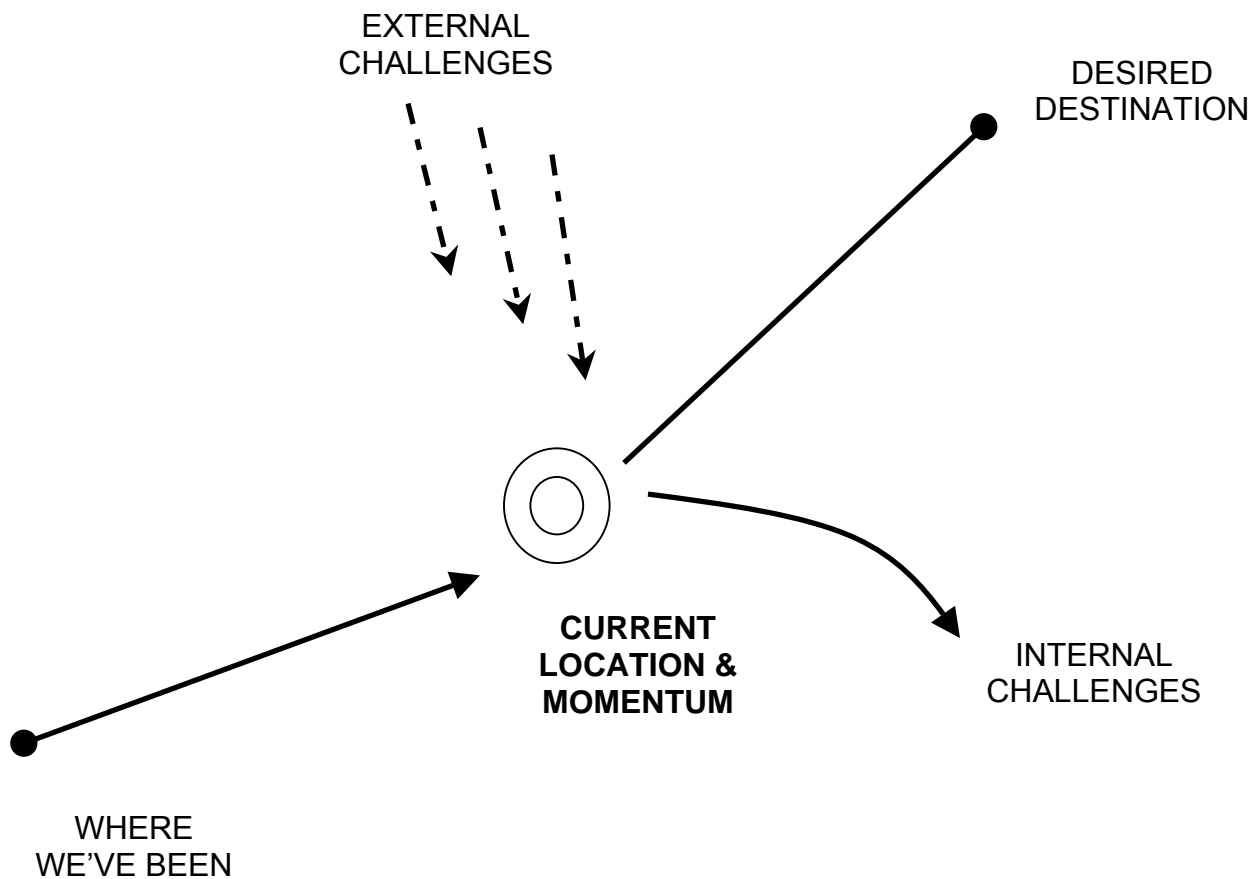 EXTERNAL
CHALLENGES
DESIRED
DESTINATION
CURRENT
LOCATION &
MOMENTUM
INTERNAL
CHALLENGES
WHERE
WE'VE BEEN